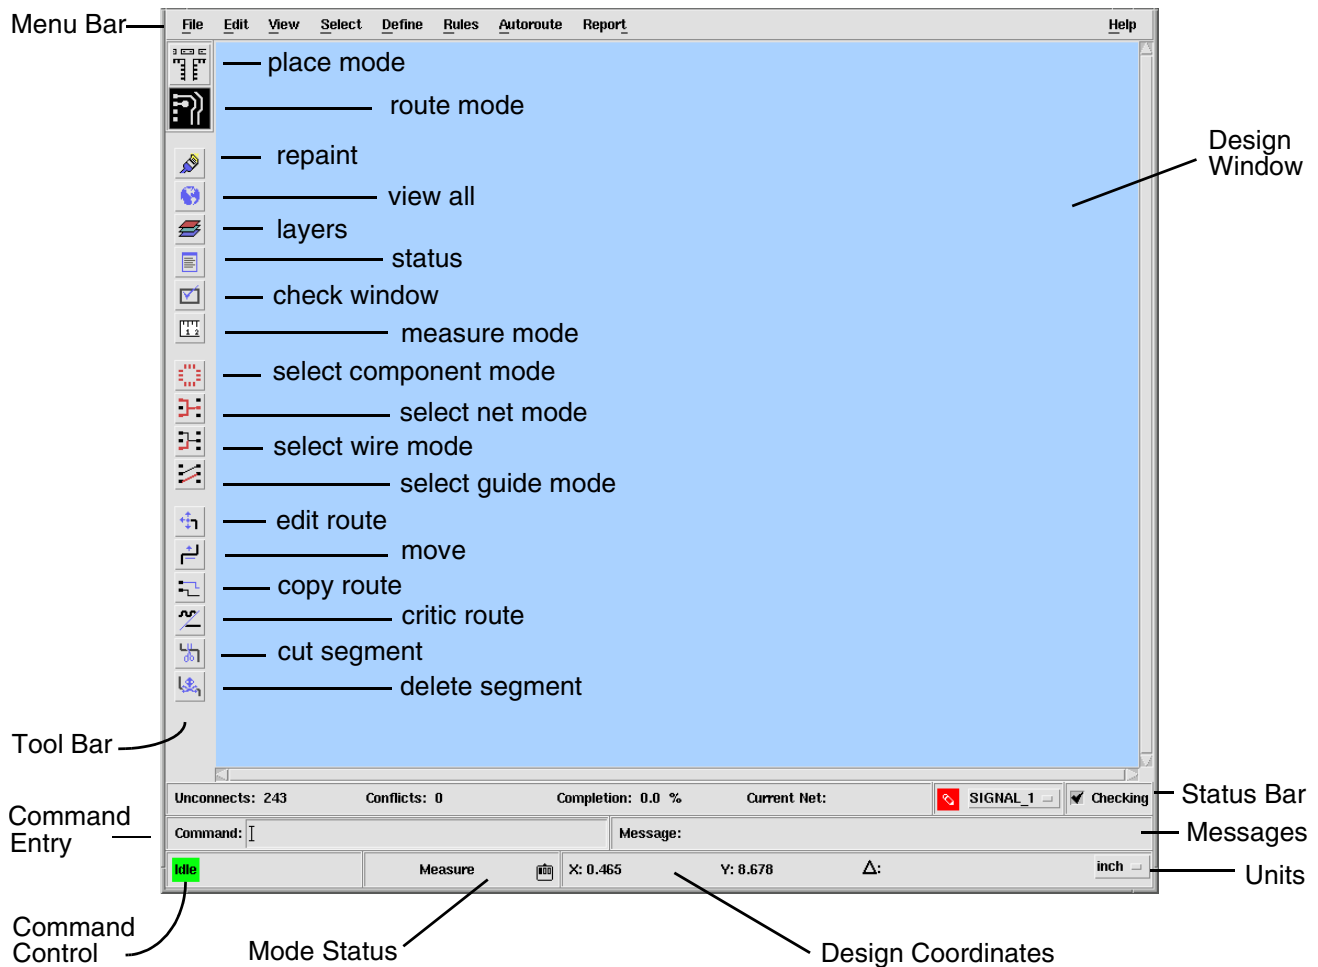 Menu Bar
File Edit View Select Define Rules Autoroute Report Help
place mode
route mode
repaint
Design
Window
view all
layers
status
check window
1 2
measure mode
select component mode
select net mode
select wire mode
select guide mode
edit route
move
copy route
critic route
cut segment
delete segment
Tool Bar
Unconnects: 243 Conflicts: 0 Completion: 0.0 % Current Net: SIGNAL_1 Checking
Status Bar
Command
Entry
Command: Message:
Messages
Idle Measure X: 0.465 Y: 8.678 Δ: inch
Units
Command
Control
Mode Status
Design Coordinates